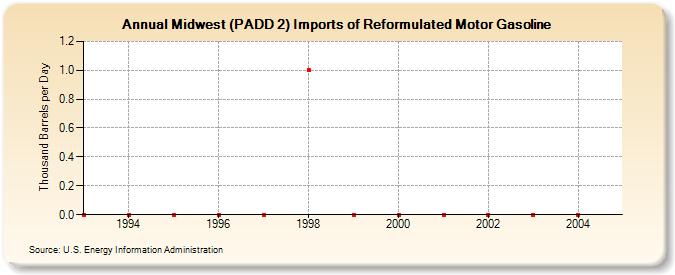 Annual Midwest (PADD 2) Imports of Reformulated Motor Gasoline
Thousand Barrels per Day
1.2
1.0
0.8
0.6
0.4
0.2
0.0
1994 1996 1998 2000 2002 2004
Source: U.S. Energy Information Administration